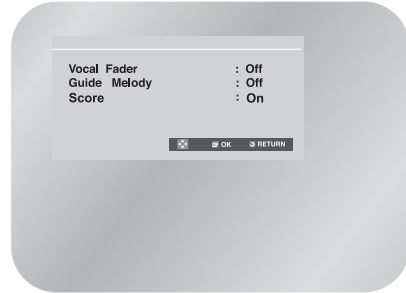 Vocal Fader : Off
Guide Melody : Off
Score : On
OK RETURN